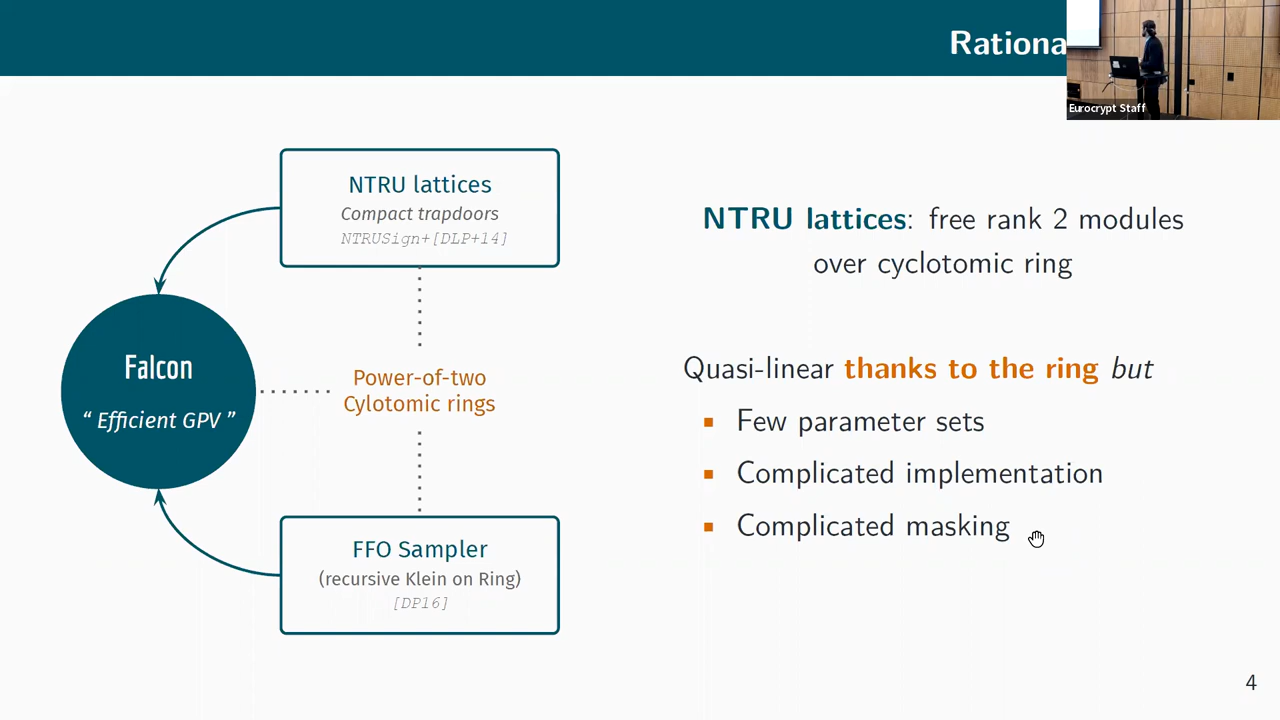 Rationa
Eurocrypt Staff
NTRU lattices
Compact trapdoors
NTRUSign+[DLP+14]
Falcon
“ Efficient GPV ”
Power-of-two
Cylotomic rings
FFO Sampler
(recursive Klein on Ring)
[DP16]
NTRU lattices: free rank 2 modules
over cyclotomic ring
Quasi-linear thanks to the ring but
▪ Few parameter sets
▪ Complicated implementation
▪ Complicated masking
4